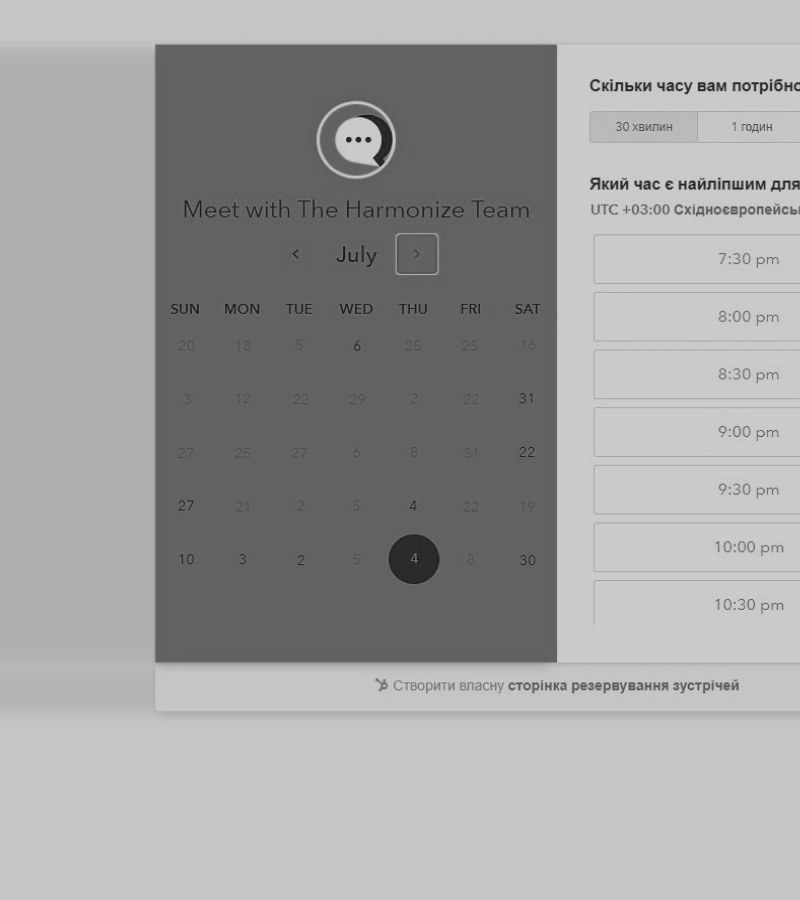 Meet with The Harmonize Team
July
SUN MON TUE WED THU FRI SAT
20 18 5 6 25 25 16
3 12 22 29 2 22 31
27 25 27 6 8 31 22
27 21 2 5 4 22 19
10 3 2 5 4 8 30
Скільки часу вам потрібно
30 хвилин 1 годин
Який час є найліпшим для
UTC +03:00 Східноєвропейсь
7:30 pm
8:00 pm
8:30 pm
9:00 pm
9:30 pm
10:00 pm
10:30 pm
Створити власну сторінка резервування зустрічей